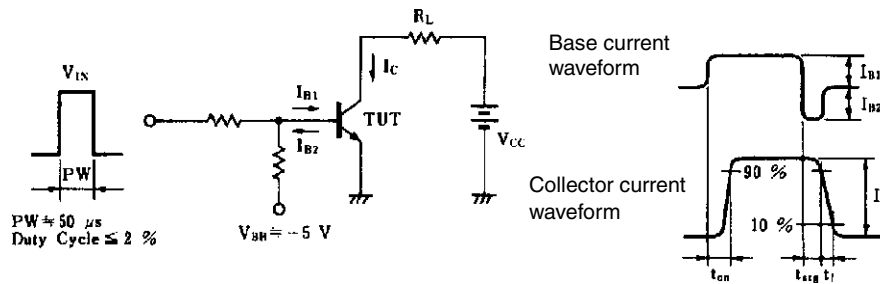 V_IN
PW
PW ≒ 50 μs
Duty Cycle ≦ 2 %
V_BB ≒ −5 V
I_B1
I_B2
TUT
I_C
R_L
V_CC
Base current
waveform
I_B1
I_B2
Collector current
waveform
90 %
10 %
I
t_on
t_stg
t_f